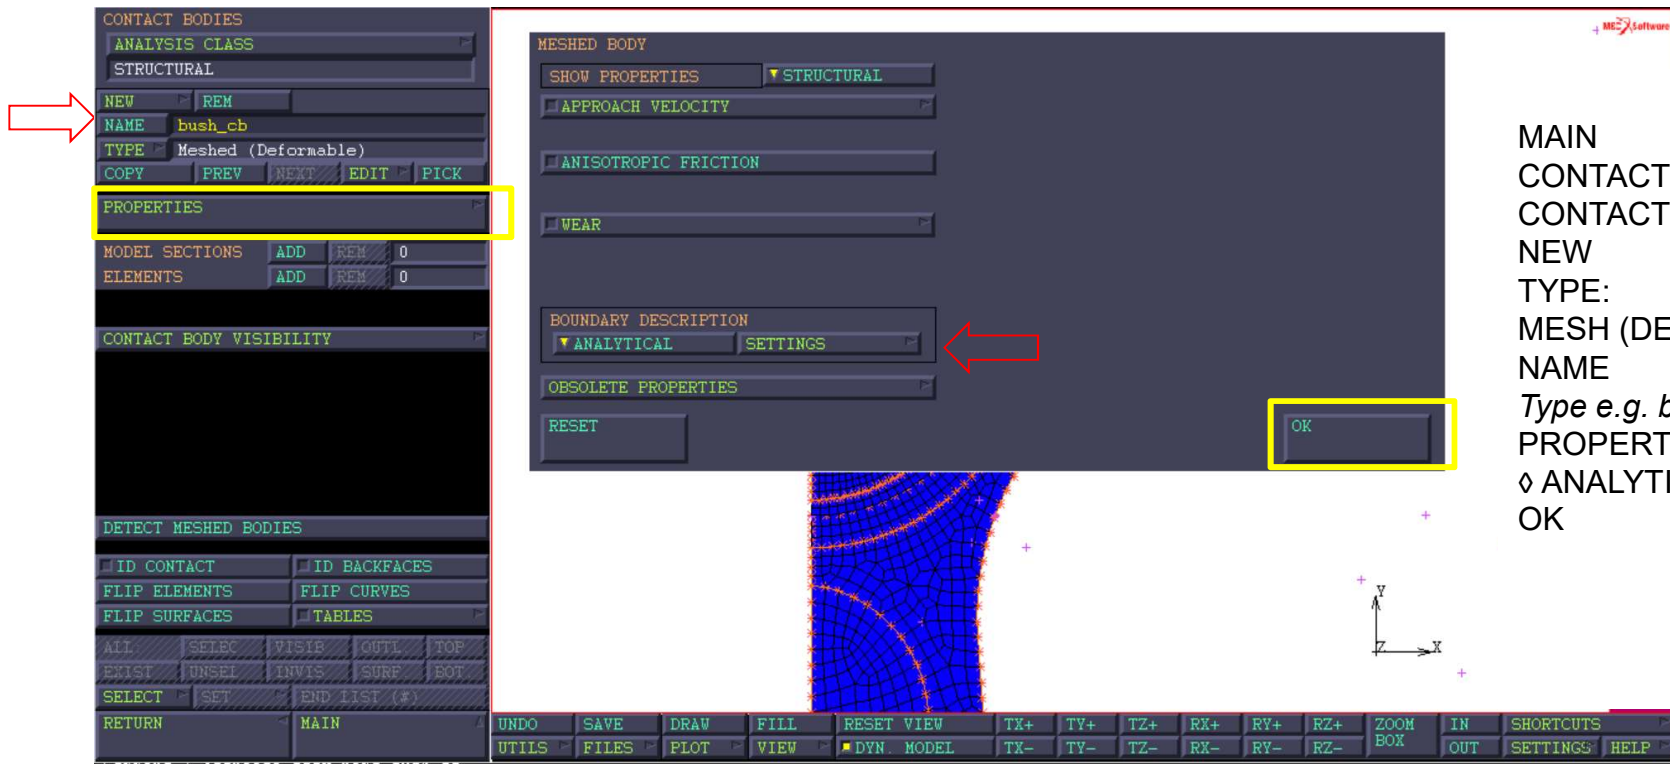 CONTACT BODIES
ANALYSIS CLASS
STRUCTURAL
NEW REM
NAME bush_cb
TYPE Meshed (Deformable)
COPY PREV NEXT EDIT PICK
PROPERTIES
MODEL SECTIONS ADD REM 0
ELEMENTS ADD REM 0
CONTACT BODY VISIBILITY
DETECT MESHED BODIES
ID CONTACT ID BACKFACES
FLIP ELEMENTS FLIP CURVES
FLIP SURFACES TABLES
ALL: SELEC. VISIB. OUTL. TOP
EXIST. UNSEL. INVIS. SURF. BOT.
SELECT SET END LIST (#)
RETURN MAIN
MESHED BODY
SHOW PROPERTIES STRUCTURAL
APPROACH VELOCITY
ANISOTROPIC FRICTION
WEAR
BOUNDARY DESCRIPTION
ANALYTICAL SETTINGS
OBSOLETE PROPERTIES
RESET OK
Software
Y
Z X
UNDO SAVE DRAW FILL RESET VIEW TX+ TY+ TZ+ RX+ RY+ RZ+ ZOOM BOX IN SHORTCUTS
UTILS FILES PLOT VIEW DYN. MODEL TX- TY- TZ- RX- RY- RZ- OUT SETTINGS HELP
MAIN
CONTACT
CONTACT
NEW
TYPE:
MESH (DE
NAME
Type e.g. b
PROPERT
◊ ANALYTI
OK